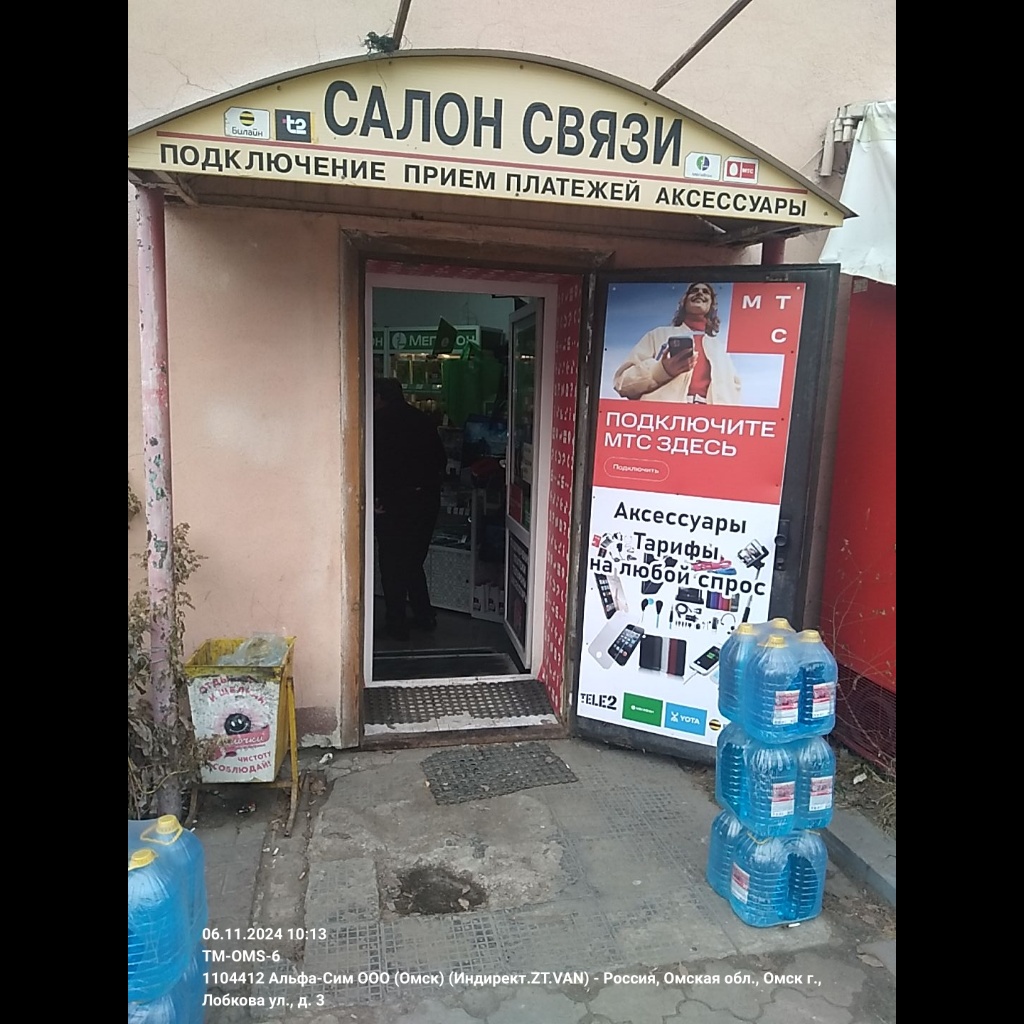 САЛОН СВЯЗИ
Билайн
t2
МТС
ПОДКЛЮЧЕНИЕ ПРИЕМ ПЛАТЕЖЕЙ АКСЕССУАРЫ
МЕГАФОН
М Т
С
ПОДКЛЮЧИТЕ
МТС ЗДЕСЬ
Подключить
Аксессуары
Тарифы
на любой спрос
TELE2
YOTA
ЧИСТОТУ
СОБЛЮДАЙ!
06.11.2024 10:13
TM-OMS-6
1104412 Альфа-Сим ООО (Омск) (Индирект.ZT.VAN) - Россия, Омская обл., Омск г.,
Лобкова ул., д. 3